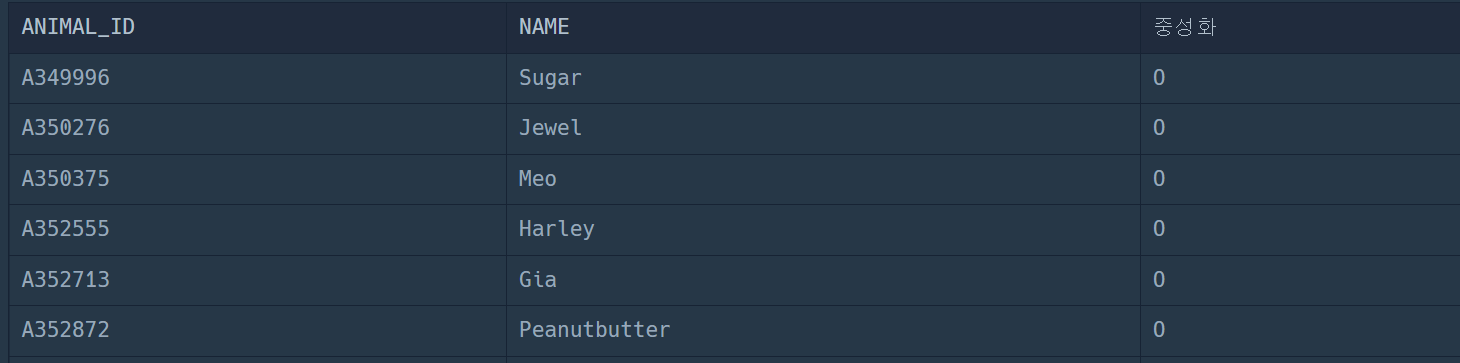 ANIMAL_ID NAME 중성화
A349996 Sugar O
A350276 Jewel O
A350375 Meo O
A352555 Harley O
A352713 Gia O
A352872 Peanutbutter O